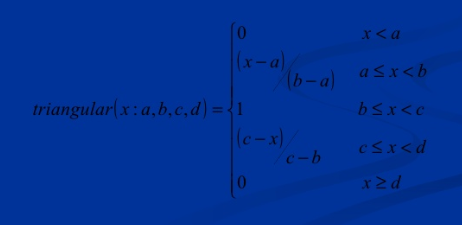 0 x < a
(x − a)/(b − a) a ≤ x < b
triangular(x : a, b, c, d) = { 1 b ≤ x < c
(c − x)/c − b c ≤ x < d
0 x ≥ d